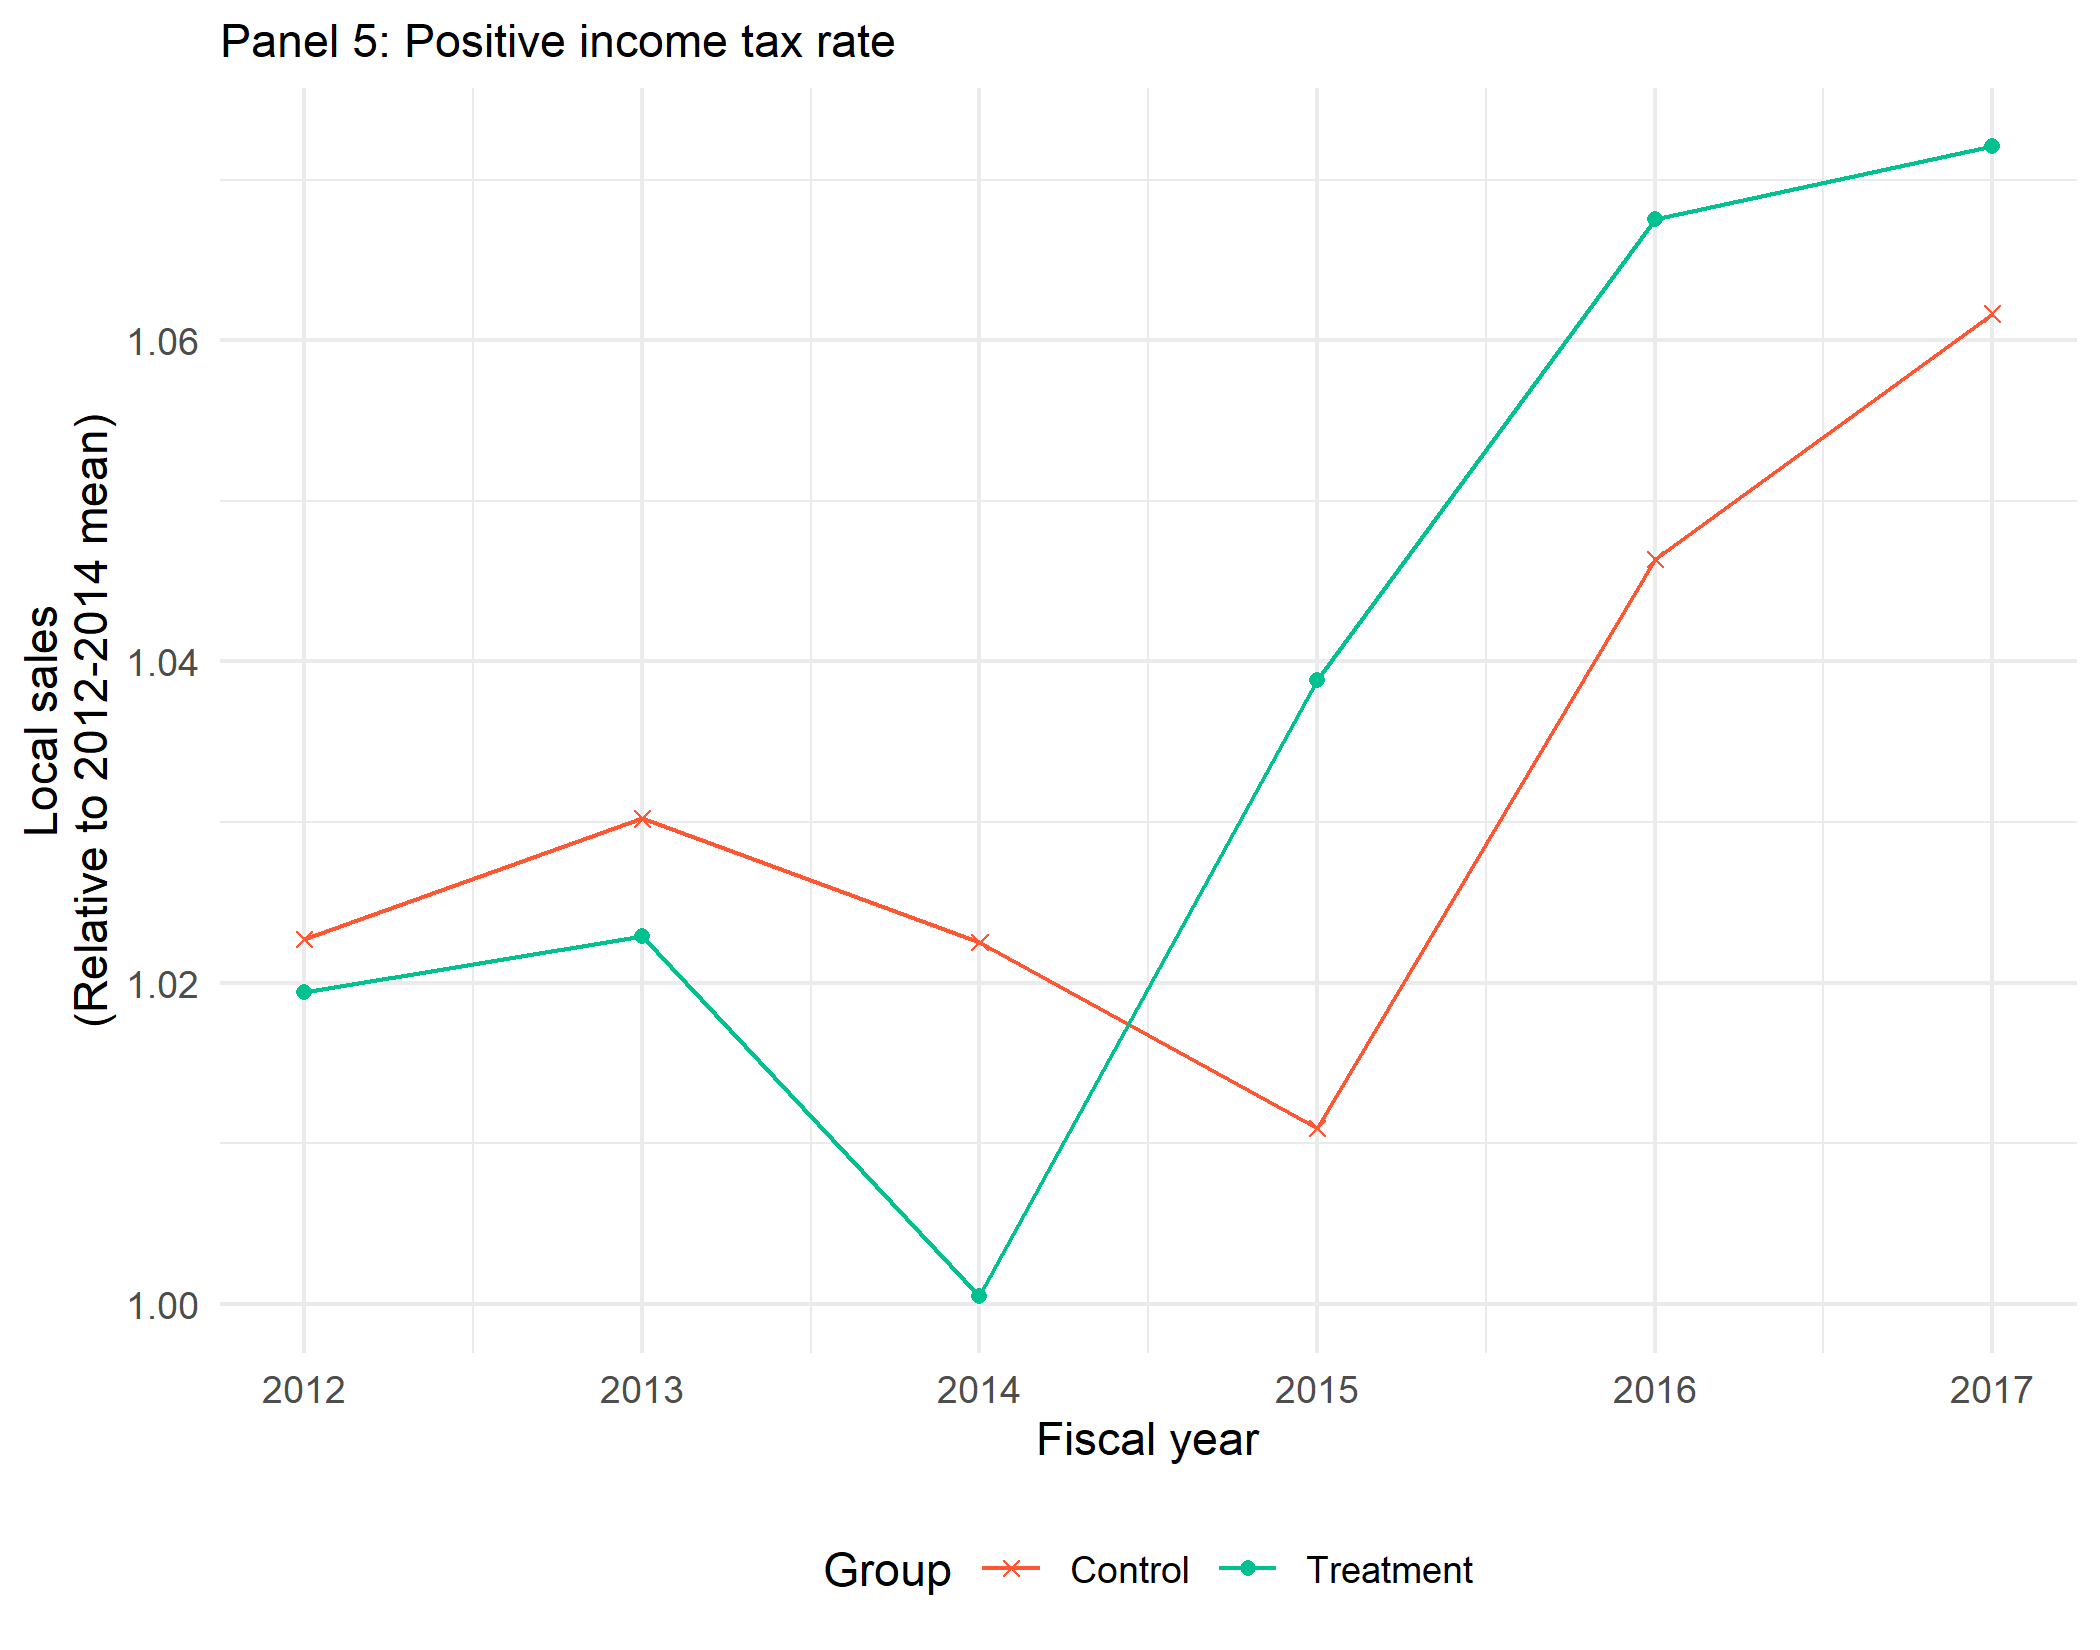 Panel 5: Positive income tax rate
Local sales
(Relative to 2012-2014 mean)
1.06
1.04
1.02
1.00
2012 2013 2014 2015 2016 2017
Fiscal year
Group Control Treatment